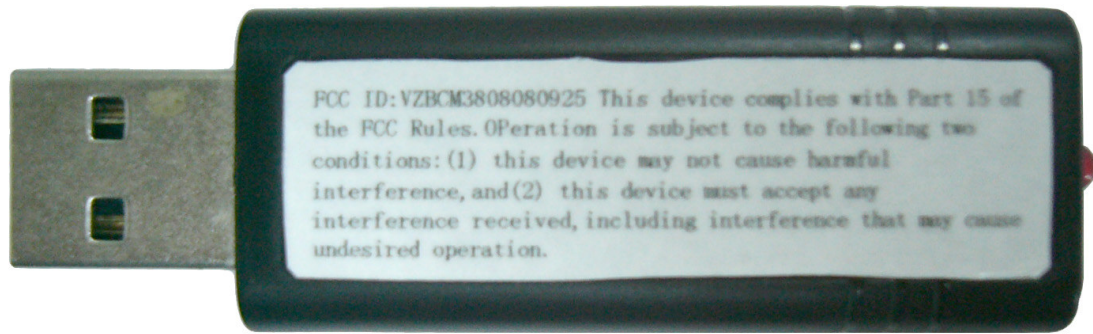 FCC ID:VZBCM3808080925 This device complies with Part 15 of
the FCC Rules.OPeration is subject to the following two
conditions:(1) this device may not cause harmful
interference,and(2) this device must accept any
interference received,including interference that may cause
undesired operation.